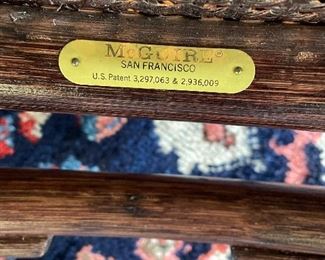 McGUIRE®
SAN FRANCISCO
U.S. Patent 3,297,063 & 2,936,009